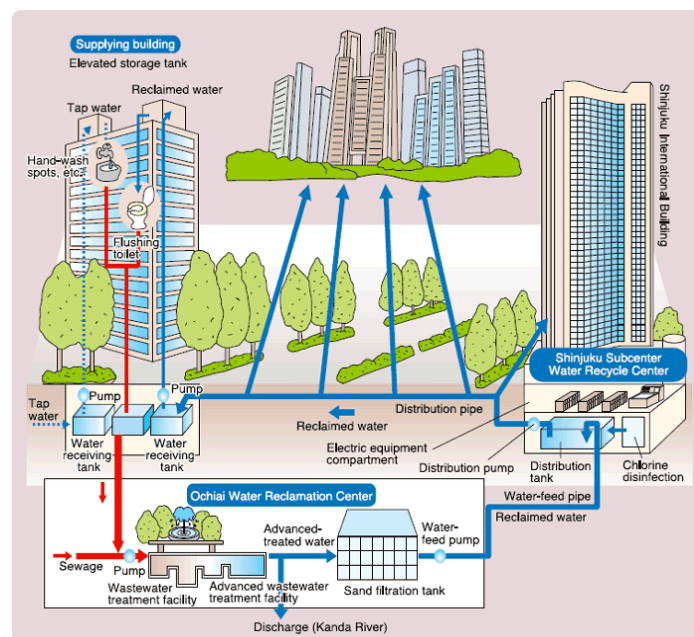 Supplying building
Elevated storage tank
Reclaimed water
Tap water
Hand-wash
spots, etc.
Flushing
toilet
Shinjuku International Building
Shinjuku Subcenter
Water Recycle Center
Pump
Pump
Tap
water
Water
receiving
tank
Water
receiving
tank
Distribution pipe
Reclaimed water
Electric equipment
compartment
Distribution pump
Distribution
tank
Chlorine
disinfection
Water-feed pipe
Reclaimed water
Ochiai Water Reclamation Center
Advanced-
treated water
Water-
feed pump
Sewage
Pump
Wastewater
treatment facility
Advanced wastewater
treatment facility
Sand filtration tank
Discharge (Kanda River)